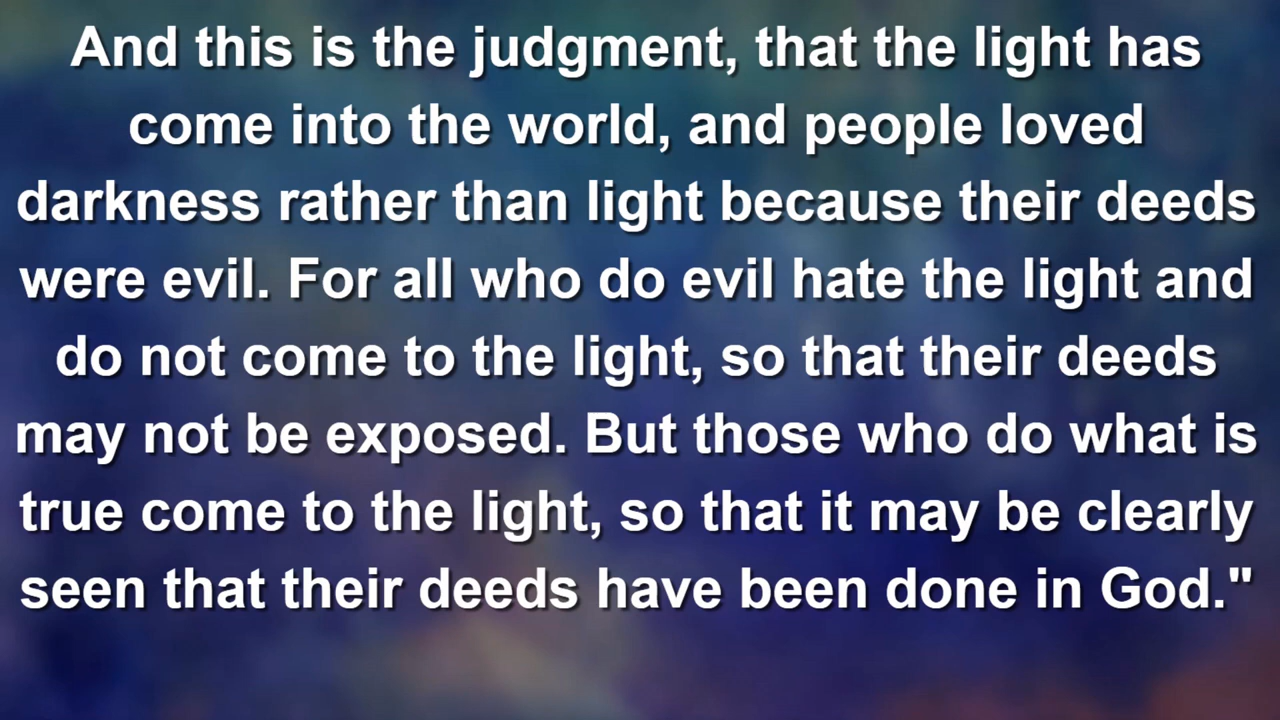 And this is the judgment, that the light has
come into the world, and people loved
darkness rather than light because their deeds
were evil. For all who do evil hate the light and
do not come to the light, so that their deeds
may not be exposed. But those who do what is
true come to the light, so that it may be clearly
seen that their deeds have been done in God."